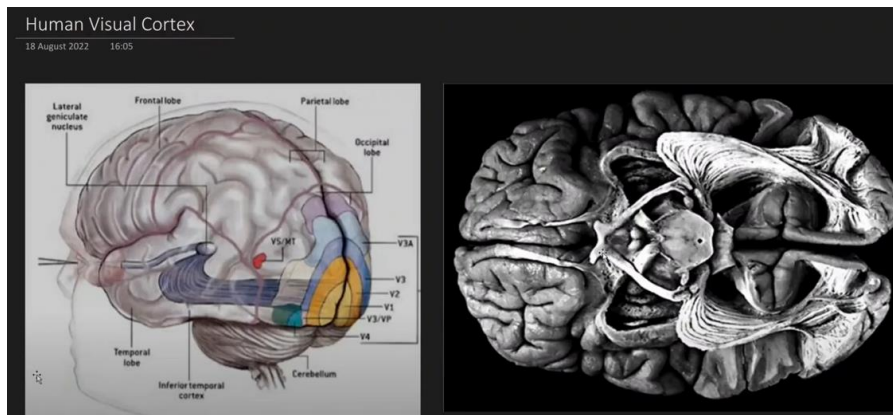 Human Visual Cortex
18 August 2022 16:05
Lateral
geniculate
nucleus
Frontal lobe
Parietal lobe
Occipital
lobe
V5/MT
V3A
V3
V2
V1
V3/VP
V4
Temporal
lobe
Inferior temporal
cortex
Cerebellum